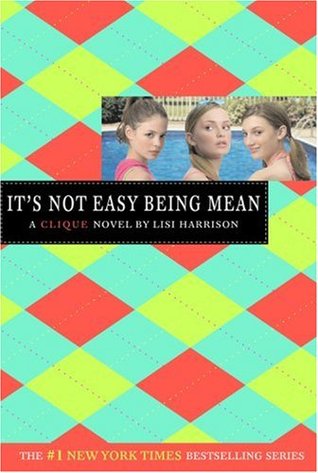 IT'S NOT EASY BEING MEAN
A CLIQUE NOVEL BY LISI HARRISON
THE #1 NEW YORK TIMES BESTSELLING SERIES